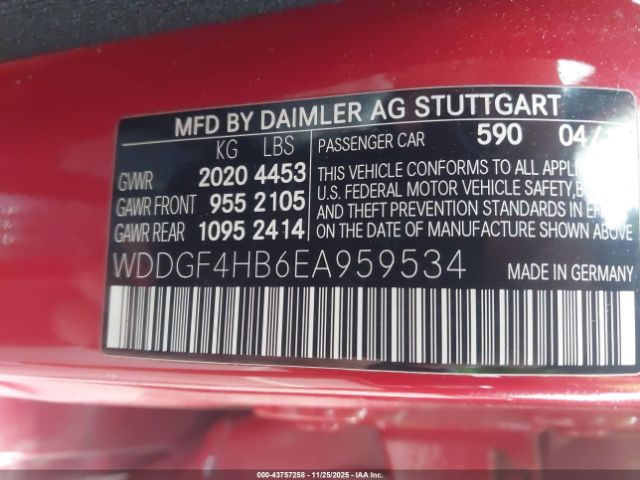 MFD BY DAIMLER AG STUTTGART
KG LBS
GVWR 2020 4453
GAWR FRONT 955 2105
GAWR REAR 1095 2414
PASSENGER CAR 590 04/
THIS VEHICLE CONFORMS TO ALL
U.S. FEDERAL MOTOR VEHICLE SAFETY,
AND THEFT PREVENTION STANDARDS IN
ON THE DATE OF MANUFACTURE SHOWN ABOVE.
WDDGF4HB6EA959534 MADE IN GERMANY
000-43757258 - 11/25/2025 - IAAI, Inc.